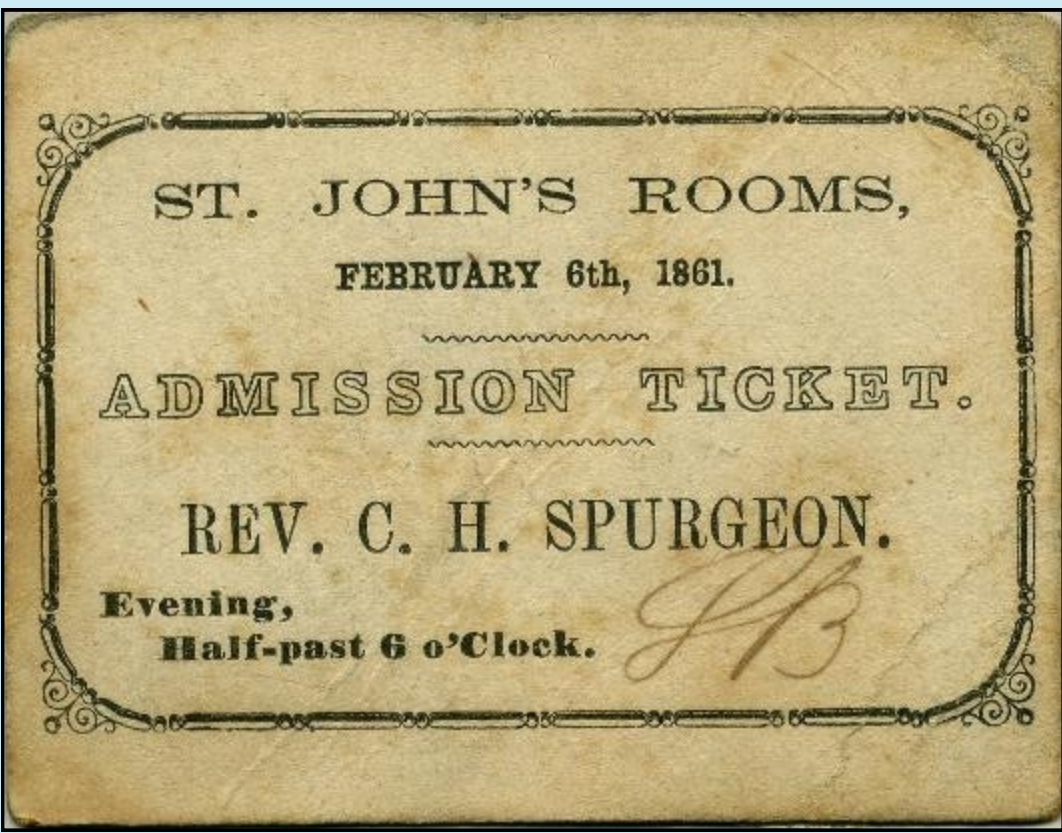 ST. JOHN'S ROOMS,
FEBRUARY 6th, 1861.
ADMISSION TICKET.
REV. C. H. SPURGEON.
Evening,
Half-past 6 o'Clock.